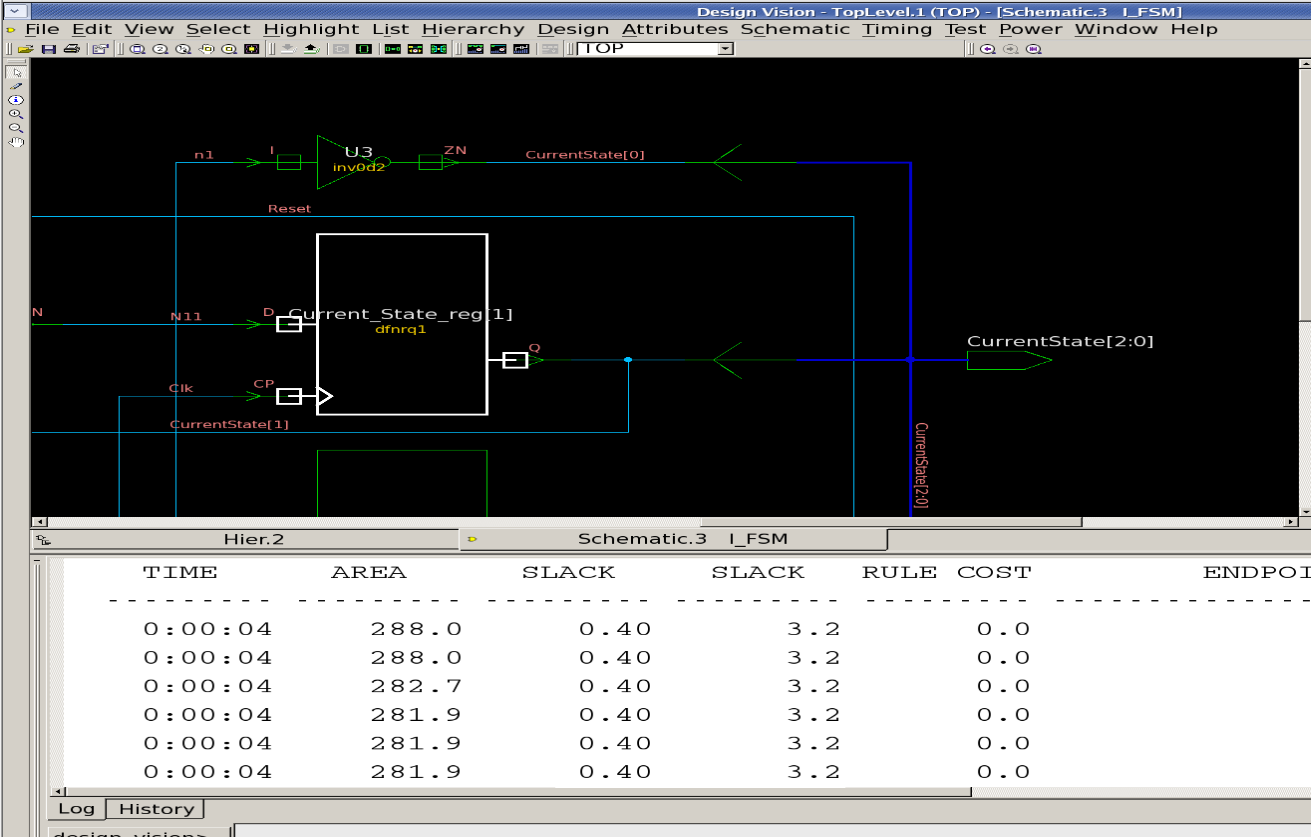 Design Vision - TopLevel.1 (TOP) - [Schematic.3 I_FSM]
File Edit View Select Highlight List Hierarchy Design Attributes Schematic Timing Test Power Window Help
TOP
n1 I U3 ZN CurrentState[0]
inv0d2
Reset
N N11 D Current_State_reg[1]
dfnrq1
Q CurrentState[2:0]
Clk CP
CurrentState[1]
CurrentState[2:0]
Hier.2 Schematic.3 I_FSM
TIME AREA SLACK SLACK RULE COST ENDPOI
--------- --------- --------- --------- --------- --------------
0:00:04 288.0 0.40 3.2 0.0
0:00:04 288.0 0.40 3.2 0.0
0:00:04 282.7 0.40 3.2 0.0
0:00:04 281.9 0.40 3.2 0.0
0:00:04 281.9 0.40 3.2 0.0
0:00:04 281.9 0.40 3.2 0.0
Log History
design_vision>